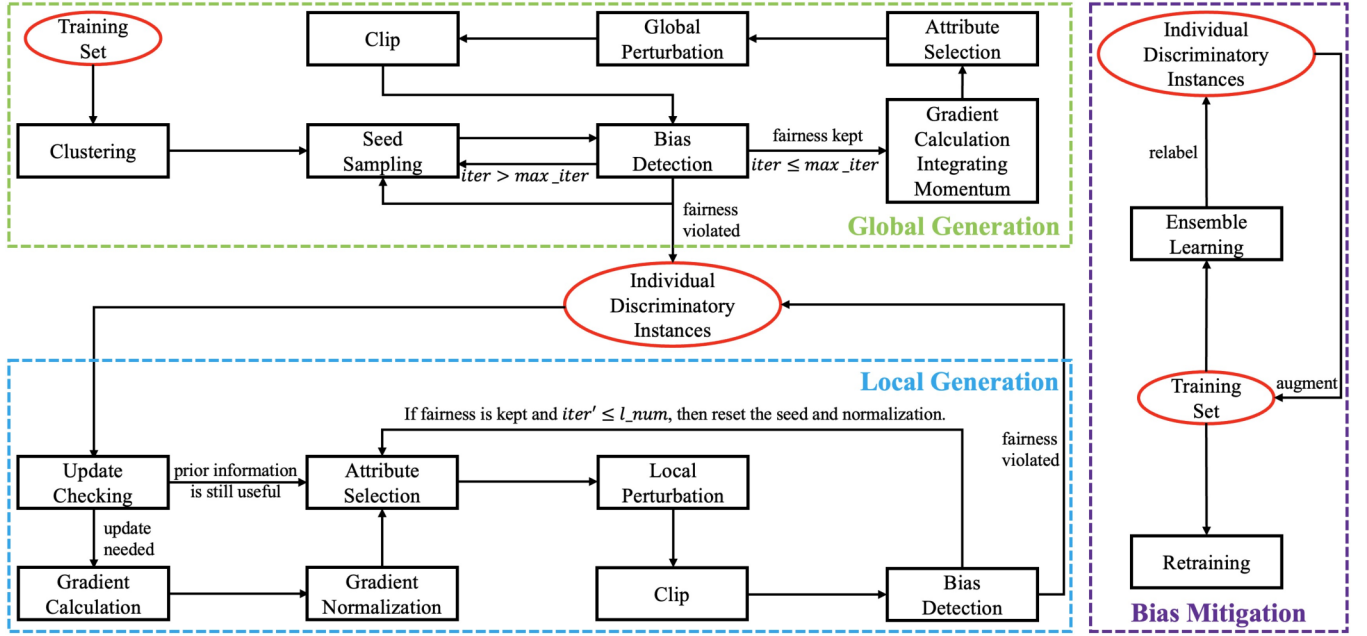 Training
Set
Clip
Global
Perturbation
Attribute
Selection
Clustering
Seed
Sampling
iter > max_iter
Bias
Detection
fairness kept
iter ≤ max_iter
Gradient
Calculation
Integrating
Momentum
fairness
violated
Global Generation
Individual
Discriminatory
Instances
Local Generation
If fairness is kept and iter′ ≤ l_num, then reset the seed and normalization.
Update
Checking
prior information
is still useful
Attribute
Selection
Local
Perturbation
fairness
violated
update
needed
Gradient
Calculation
Gradient
Normalization
Clip
Bias
Detection
Individual
Discriminatory
Instances
relabel
Ensemble
Learning
Training
Set
augment
Retraining
Bias Mitigation